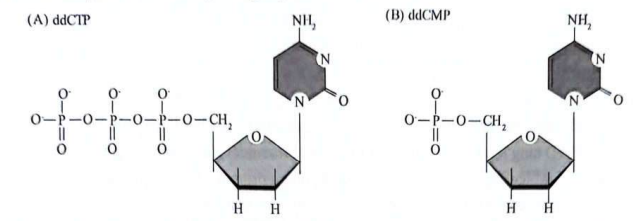 (A) ddCTP
(B) ddCMP
NH2
NH2
N
N
O- O- O- O-
O--P-O-P-O-P-O-CH2
O O O
N
O
O
H H
O-
O--P-O-CH2
O
N
O
O
H H